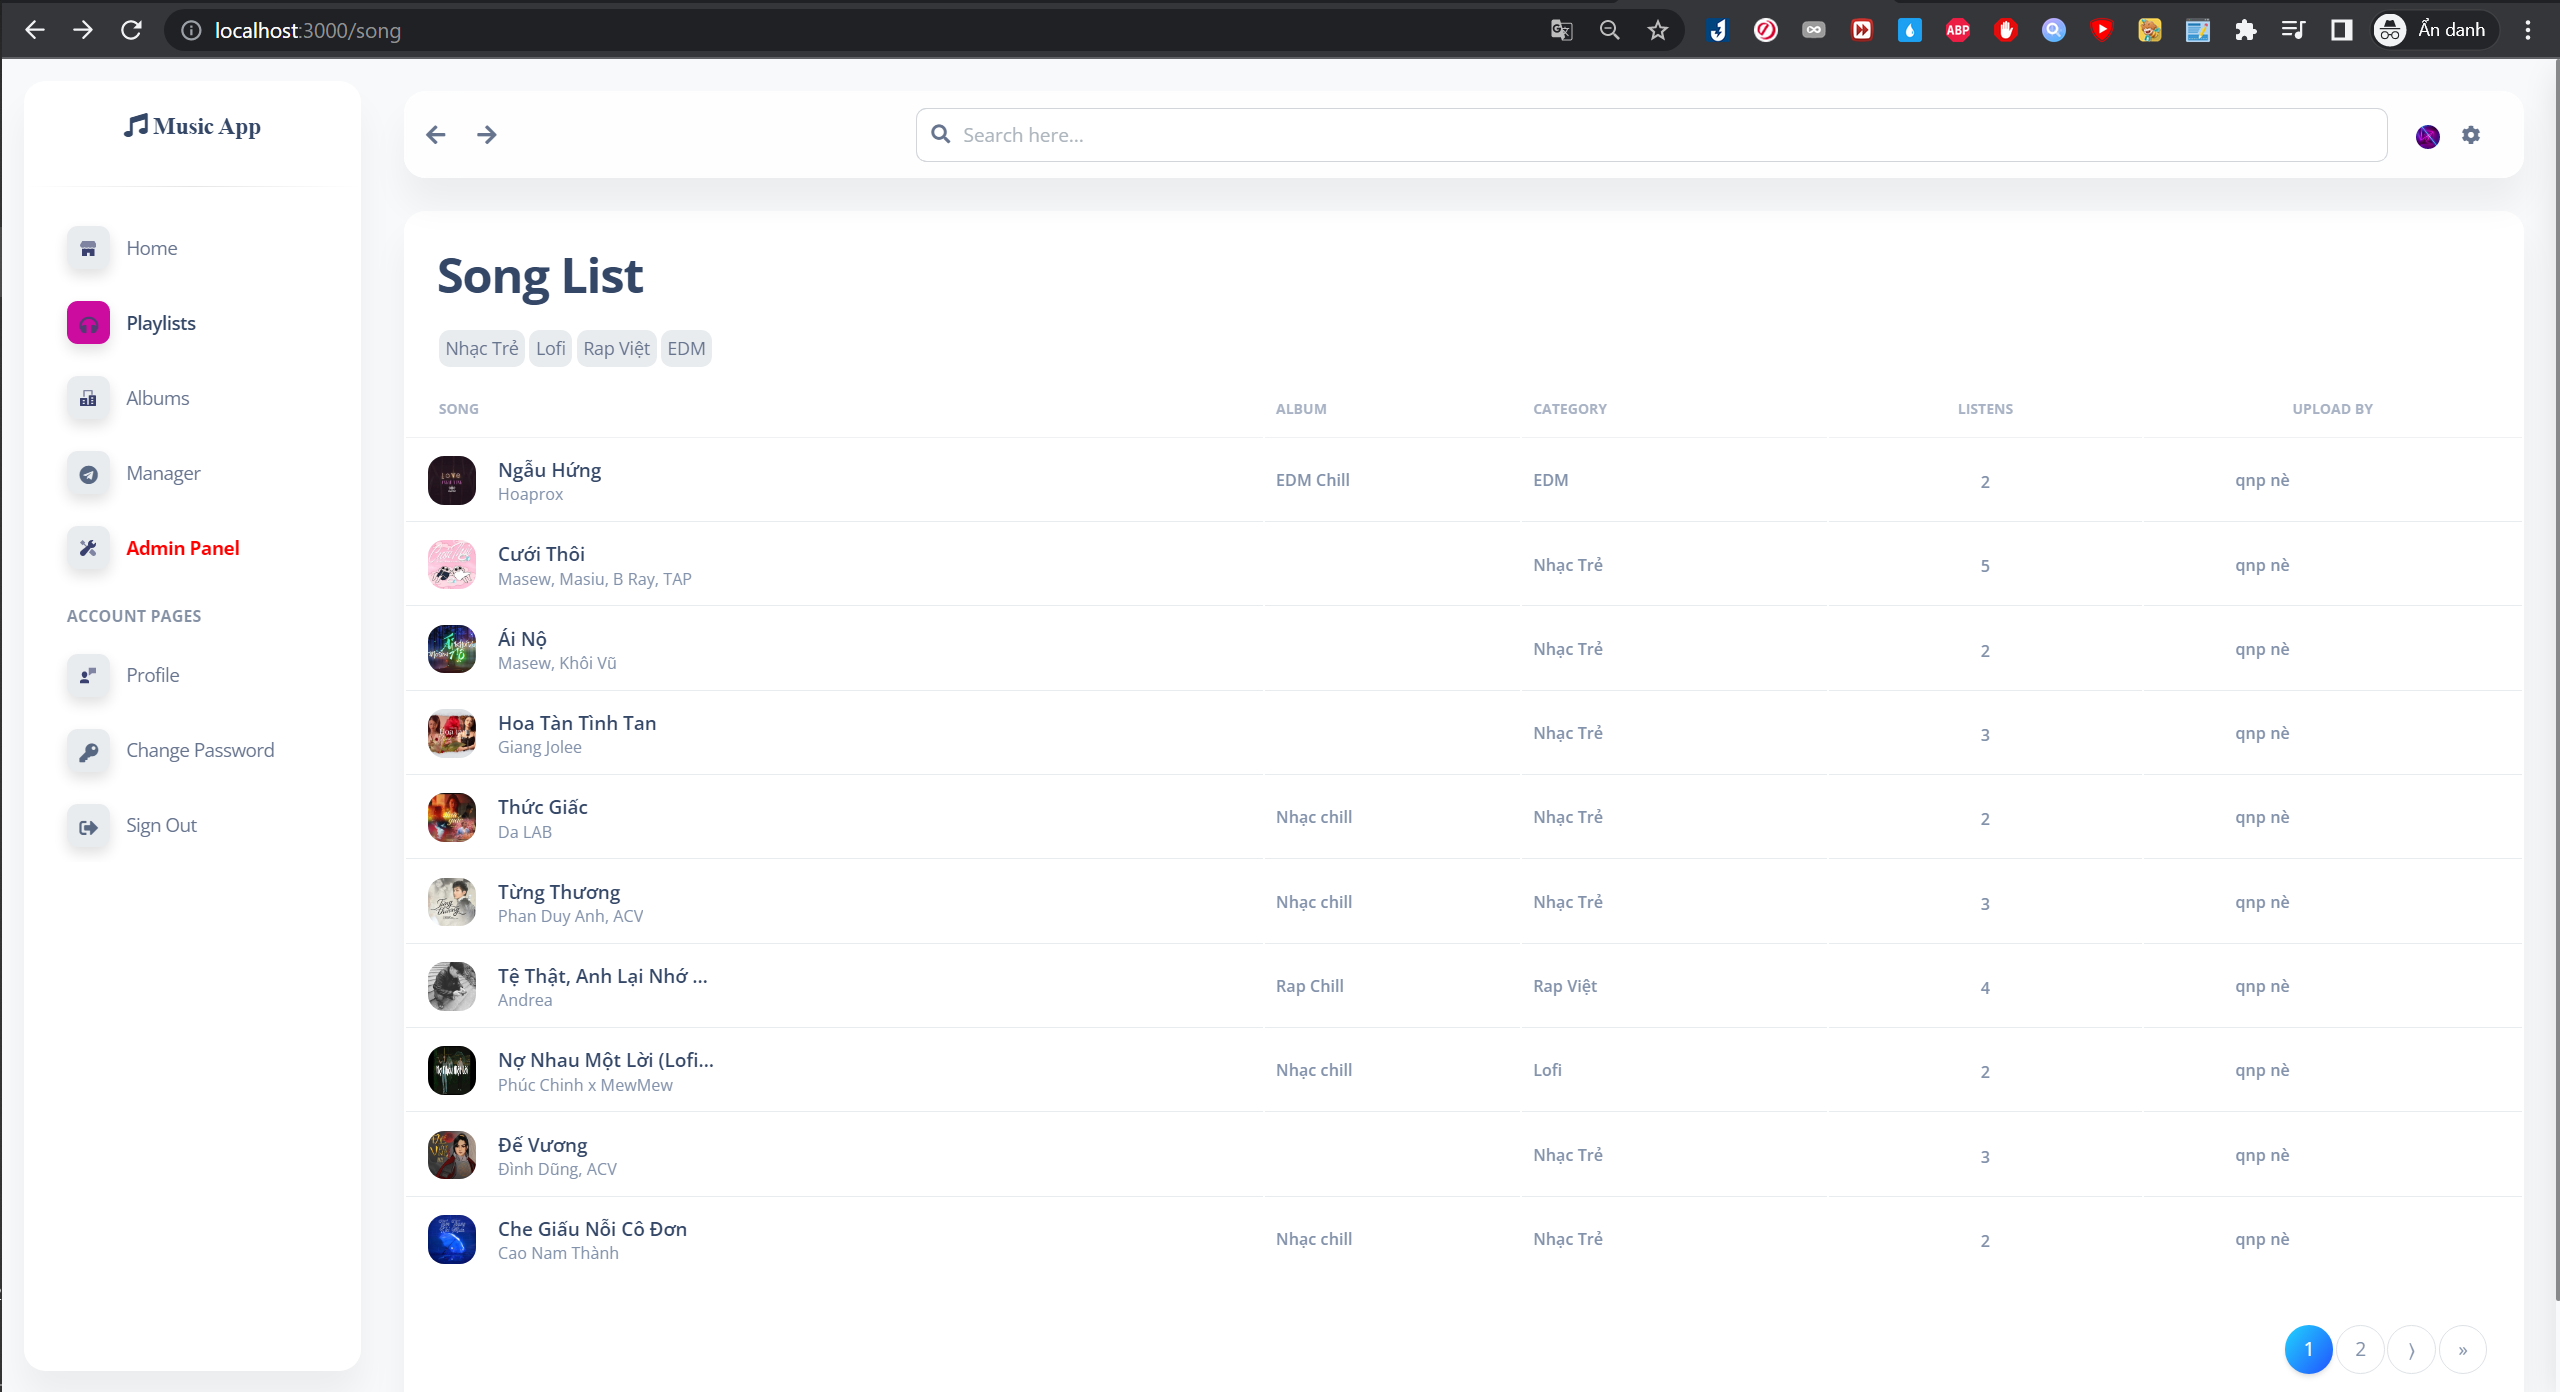 localhost:3000/song
ABP
Ẩn danh
Music App
Search here...
Home
Playlists
Albums
Manager
Admin Panel
ACCOUNT PAGES
Profile
Change Password
Sign Out
Song List
Nhạc Trẻ Lofi Rap Việt EDM
SONG ALBUM CATEGORY LISTENS UPLOAD BY
Ngẫu Hứng
Hoaprox
EDM Chill EDM 2 qnp nè
Cưới Thôi
Masew, Masiu, B Ray, TAP
Nhạc Trẻ 5 qnp nè
Ái Nộ
Masew, Khôi Vũ
Nhạc Trẻ 2 qnp nè
Hoa Tàn Tình Tan
Giang Jolee
Nhạc Trẻ 3 qnp nè
Thức Giấc
Da LAB
Nhạc chill Nhạc Trẻ 2 qnp nè
Từng Thương
Phan Duy Anh, ACV
Nhạc chill Nhạc Trẻ 3 qnp nè
Tệ Thật, Anh Lại Nhớ ...
Andrea
Rap Chill Rap Việt 4 qnp nè
Nợ Nhau Một Lời (Lofi...
Phúc Chinh x MewMew
Nhạc chill Lofi 2 qnp nè
Đế Vương
Đình Dũng, ACV
Nhạc Trẻ 3 qnp nè
Che Giấu Nỗi Cô Đơn
Cao Nam Thành
Nhạc chill Nhạc Trẻ 2 qnp nè
1 2 ⟩ »